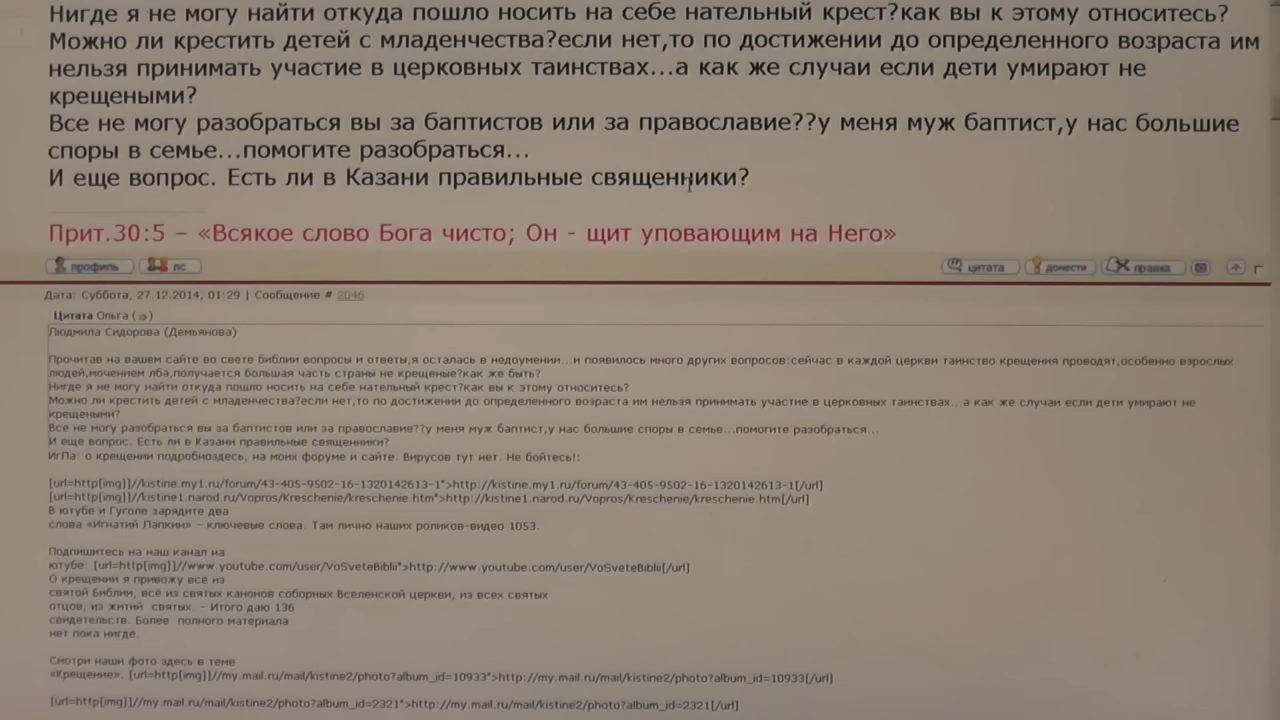 Нигде я не могу найти откуда пошло носить на себе нательный крест?как вы к этому относитесь?
Можно ли крестить детей с младенчества?если нет,то по достижении до определенного возраста им
нельзя принимать участие в церковных таинствах...а как же случаи если дети умирают не
крещеными?
Все не могу разобраться вы за баптистов или за православие??у меня муж баптист,у нас большие
споры в семье...помогите разобраться...
И еще вопрос. Есть ли в Казани правильные священники?
Прит.30:5 – «Всякое слово Бога чисто; Он - щит уповающим на Него»
профиль пс цитата донести правка
Дата: Суббота, 27.12.2014, 01:29 | Сообщение # 2046
Цитата Ольга ( )
Людмила Сидорова (Демьянова)
Прочитав на вашем сайте во свете библии вопросы и ответы,я осталась в недоумении...и появилось много других вопросов:сейчас в каждой церкви таинство крещения проводят,особенно взрослых
людей,мочением лба,получается большая часть страны не крещеные?как же быть?
Нигде я не могу найти откуда пошло носить на себе нательный крест?как вы к этому относитесь?
Можно ли крестить детей с младенчества?если нет,то по достижении до определенного возраста им нельзя принимать участие в церковных таинствах...а как же случаи если дети умирают не
крещеными?
Все не могу разобраться вы за баптистов или за православие??у меня муж баптист,у нас большие споры в семье...помогите разобраться...
И еще вопрос. Есть ли в Казани правильные священники?
ИгЛа: о крещении подробноздесь, на моих форуме и сайте. Вирусов тут нет. Не бойтесь!:
[url=http[img]]//kistine.my1.ru/forum/43-405-9502-16-1320142613-1">http://kistine.my1.ru/forum/43-405-9502-16-1320142613-1[/url]
[url=http[img]]//kistine1.narod.ru/Vopros/Kreschenie/kreschenie.htm">http://kistine1.narod.ru/Vopros/Kreschenie/kreschenie.htm[/url]
В ютубе и Гуголе зарядите два
слова «Игнатий Лапкин» – ключевые слова. Там лично наших роликов-видео 1053.
Подпишитесь на наш канал на
ютубе: [url=http[img]]//www.youtube.com/user/VoSveteBiblii">http://www.youtube.com/user/VoSveteBiblii[/url]
О крещении я привожу всё из
святой Библии, всё из святых канонов соборных Вселенской церкви, из всех святых
отцов, из житий святых – Итого даю 136
свидетельств. Более полного материала
нет пока нигде.
Смотри наши фото здесь в теме
«Крещение». [url=http[img]]//my.mail.ru/mail/kistine2/photo?album_id=10933">http://my.mail.ru/mail/kistine2/photo?album_id=10933[/url]
[url=http[img]]//my.mail.ru/mail/kistine2/photo?album_id=2321">http://my.mail.ru/mail/kistine2/photo?album_id=2321[/url]